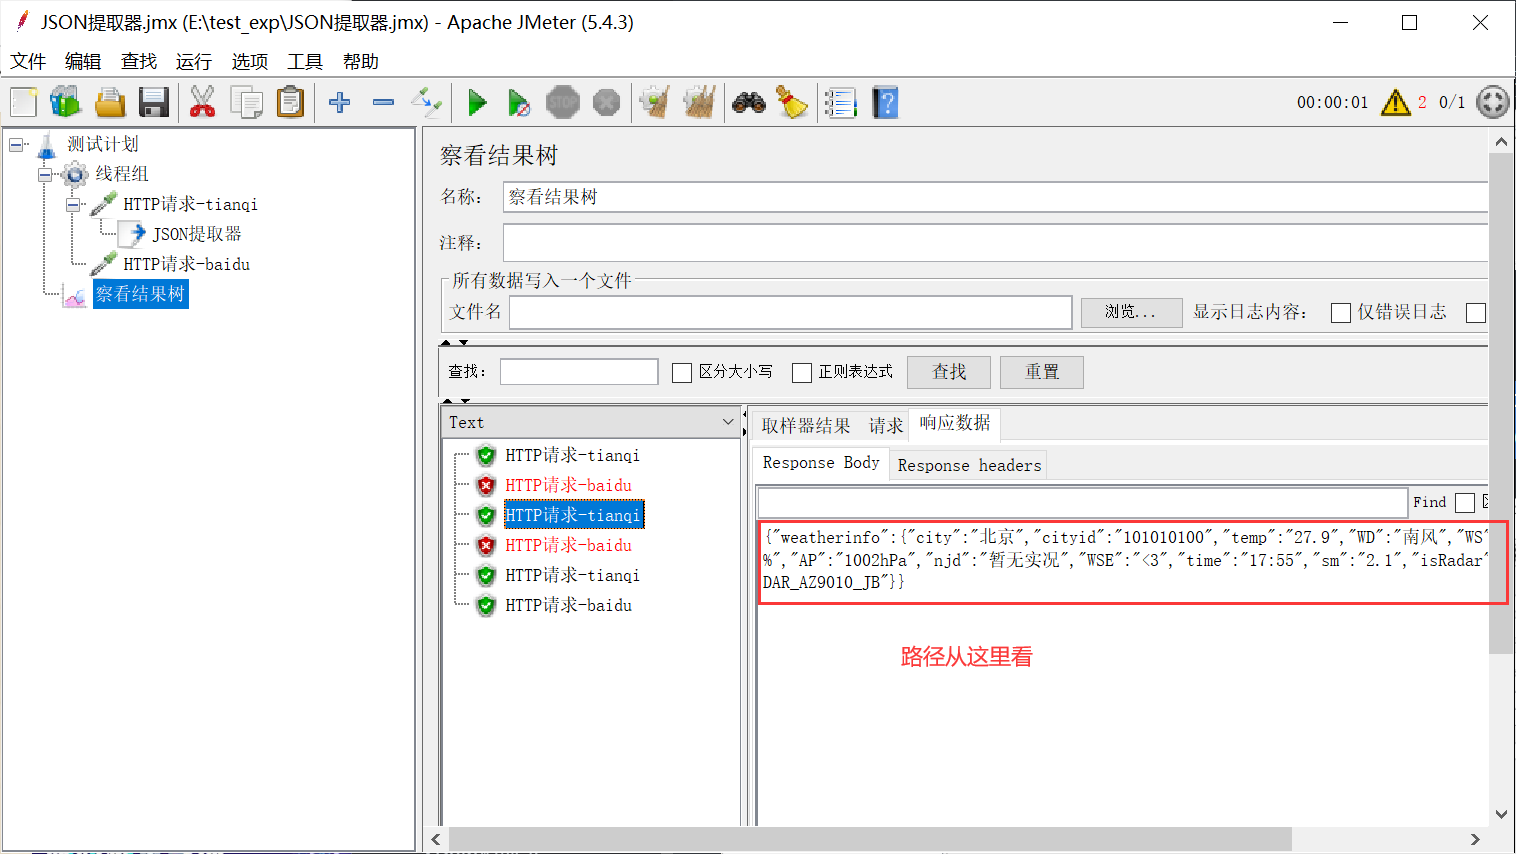 JSON提取器.jmx (E:\test_exp\JSON提取器.jmx) - Apache JMeter (5.4.3)
文件 编辑 查找 运行 选项 工具 帮助
STOP
00:00:01 2 0/1
测试计划
线程组
HTTP请求-tianqi
JSON提取器
HTTP请求-baidu
察看结果树
察看结果树
名称: 察看结果树
注释:
所有数据写入一个文件
文件名 浏览... 显示日志内容: 仅错误日志
查找: 区分大小写 正则表达式 查找 重置
Text
HTTP请求-tianqi
HTTP请求-baidu
HTTP请求-tianqi
HTTP请求-baidu
HTTP请求-tianqi
HTTP请求-baidu
取样器结果 请求 响应数据
Response Body Response headers
Find
{"weatherinfo":{"city":"北京","cityid":"101010100","temp":"27.9","WD":"南风","WS"
%","AP":"1002hPa","njd":"暂无实况","WSE":"<3","time":"17:55","sm":"2.1","isRadar"
DAR_AZ9010_JB"}}
路径从这里看